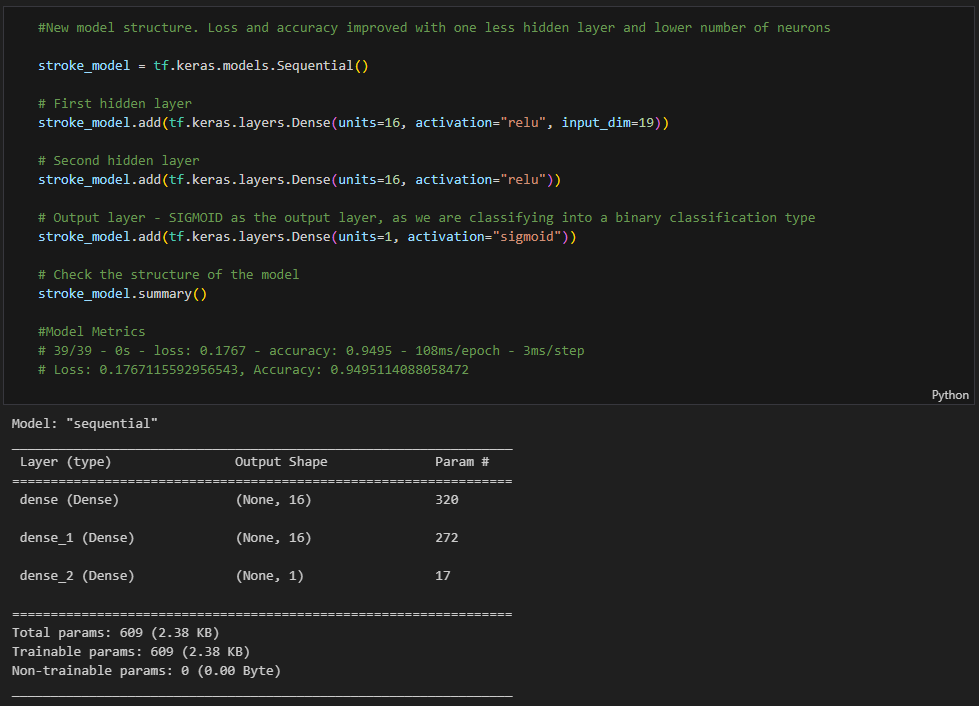 #New model structure. Loss and accuracy improved with one less hidden layer and lower number of neurons
stroke_model = tf.keras.models.Sequential()
# First hidden layer
stroke_model.add(tf.keras.layers.Dense(units=16, activation="relu", input_dim=19))
# Second hidden layer
stroke_model.add(tf.keras.layers.Dense(units=16, activation="relu"))
# Output layer - SIGMOID as the output layer, as we are classifying into a binary classification type
stroke_model.add(tf.keras.layers.Dense(units=1, activation="sigmoid"))
# Check the structure of the model
stroke_model.summary()
#Model Metrics
# 39/39 - 0s - loss: 0.1767 - accuracy: 0.9495 - 108ms/epoch - 3ms/step
# Loss: 0.1767115592956543, Accuracy: 0.9495114088058472
Python
Model: "sequential"
_________________________________________________________________
Layer (type) Output Shape Param #
=================================================================
dense (Dense) (None, 16) 320
dense_1 (Dense) (None, 16) 272
dense_2 (Dense) (None, 1) 17
=================================================================
Total params: 609 (2.38 KB)
Trainable params: 609 (2.38 KB)
Non-trainable params: 0 (0.00 Byte)
_________________________________________________________________